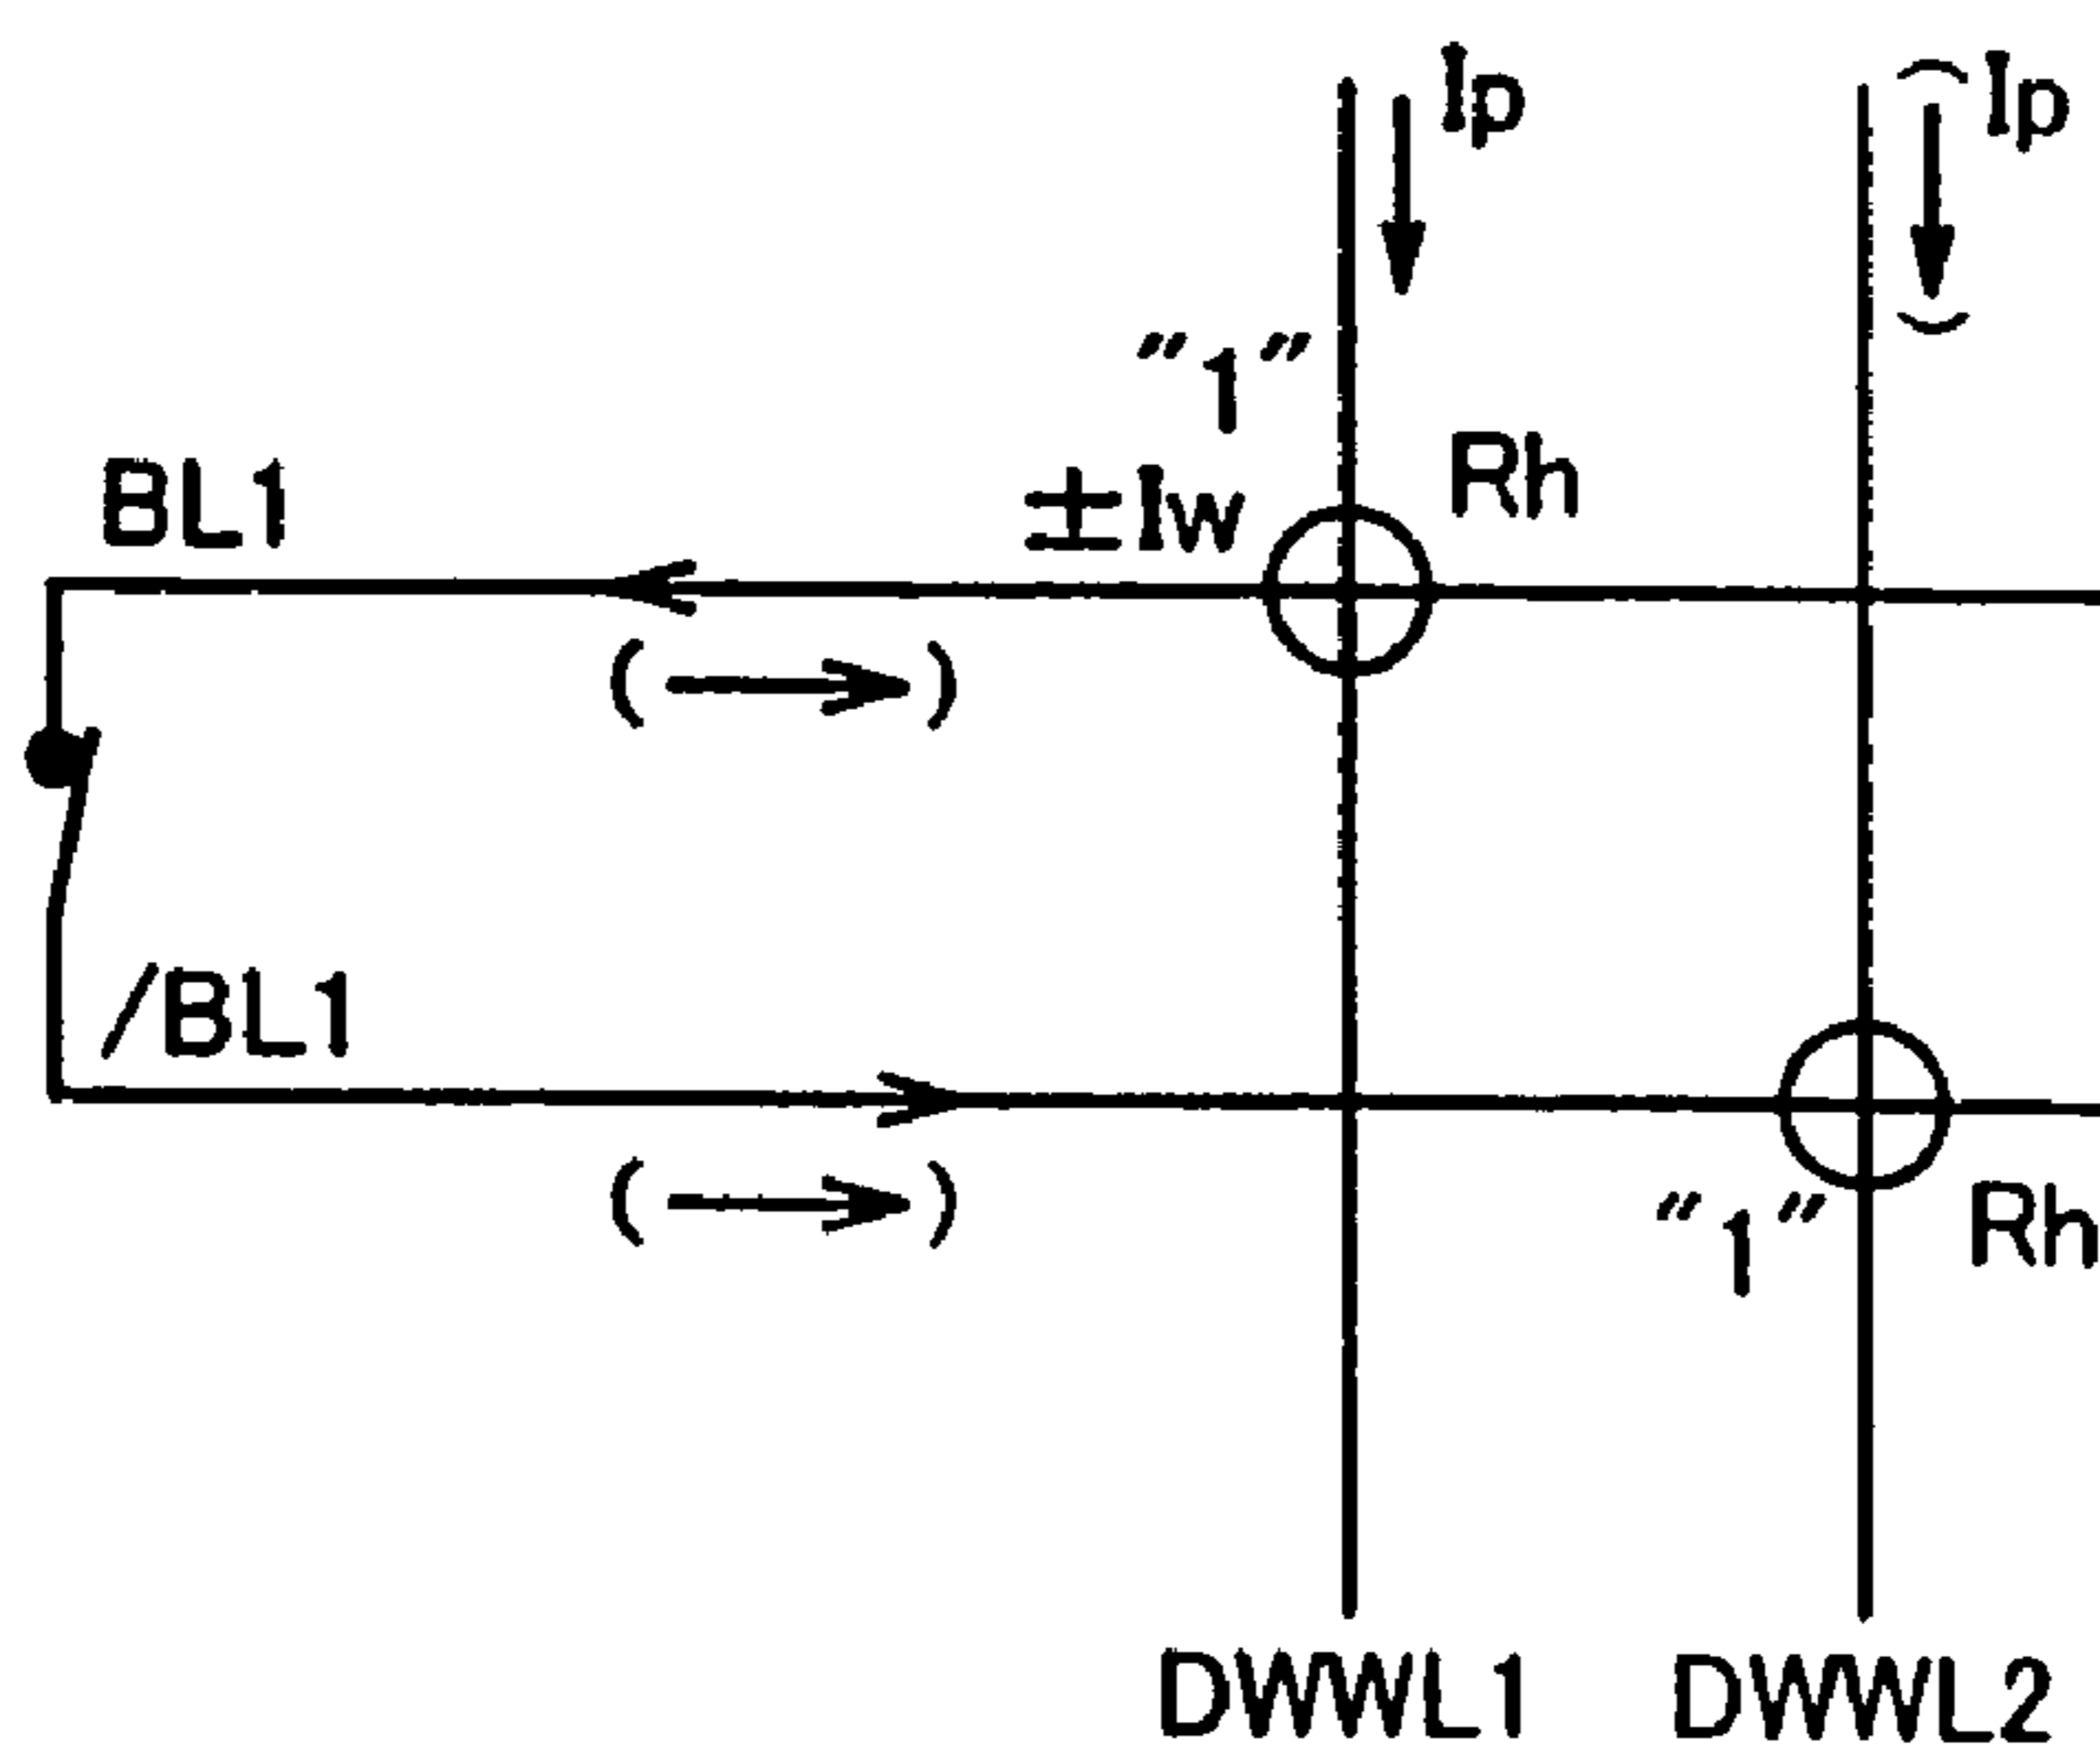 Ip
(Ip)
"1"
Rh
BL1
±Iw
( )
/BL1
( )
"1"
Rh
DWWL1
DWWL2